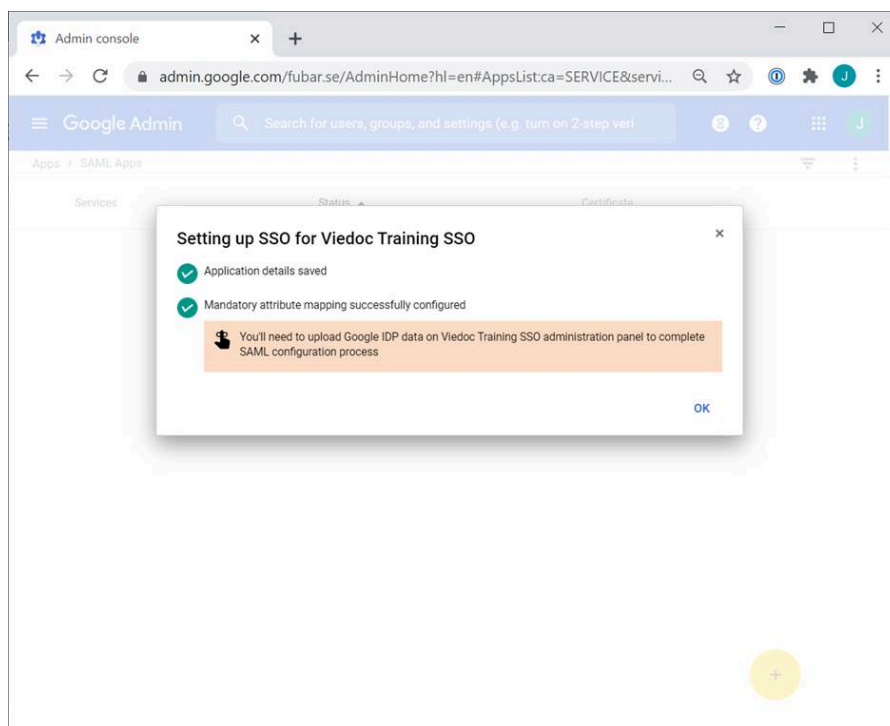 Admin console
admin.google.com/fubar.se/AdminHome?hl=en#AppsList:ca=SERVICE&servi...
J
Google Admin
Search for users, groups, and settings (e.g. turn on 2-step veri
8 ? J
Apps > SAML Apps
Services Status Certificate
Setting up SSO for Viedoc Training SSO
Application details saved
Mandatory attribute mapping successfully configured
You'll need to upload Google IDP data on Viedoc Training SSO administration panel to complete
SAML configuration process
OK